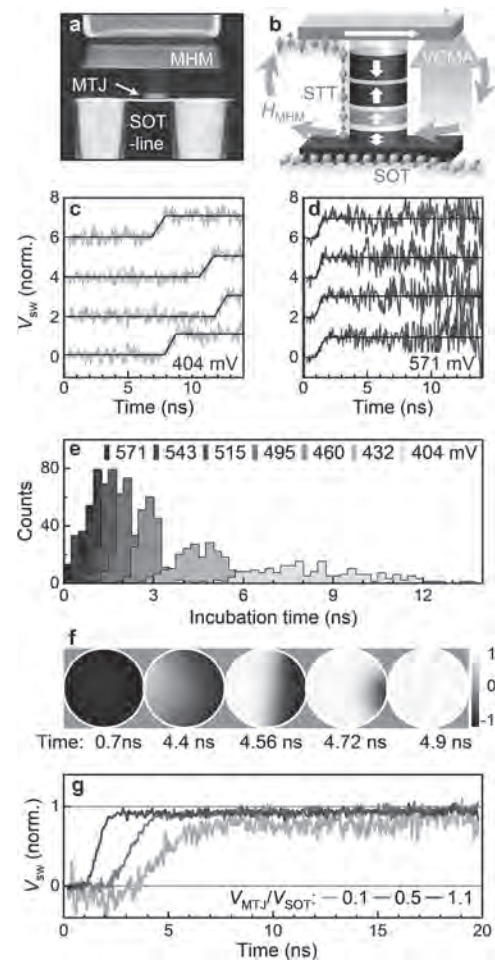 a
MHM
MTJ
SOT
-line
b
VCMA
STT
H_MHM
SOT
c
d
V_sw (norm.)
8
6
4
2
0
404 mV
0 5 10
Time (ns)
8
6
4
2
0
571 mV
0 5 10
Time (ns)
e
571 543 515 495 460 432 404 mV
Counts
80
40
0
0 3 6 9 12
Incubation time (ns)
f
1
0
-1
Time: 0.7ns 4.4 ns 4.56 ns 4.72 ns 4.9 ns
g
V_sw (norm.)
1
0
V_MTJ/V_SOT: 0.1 0.5 1.1
0 5 10 15 20
Time (ns)